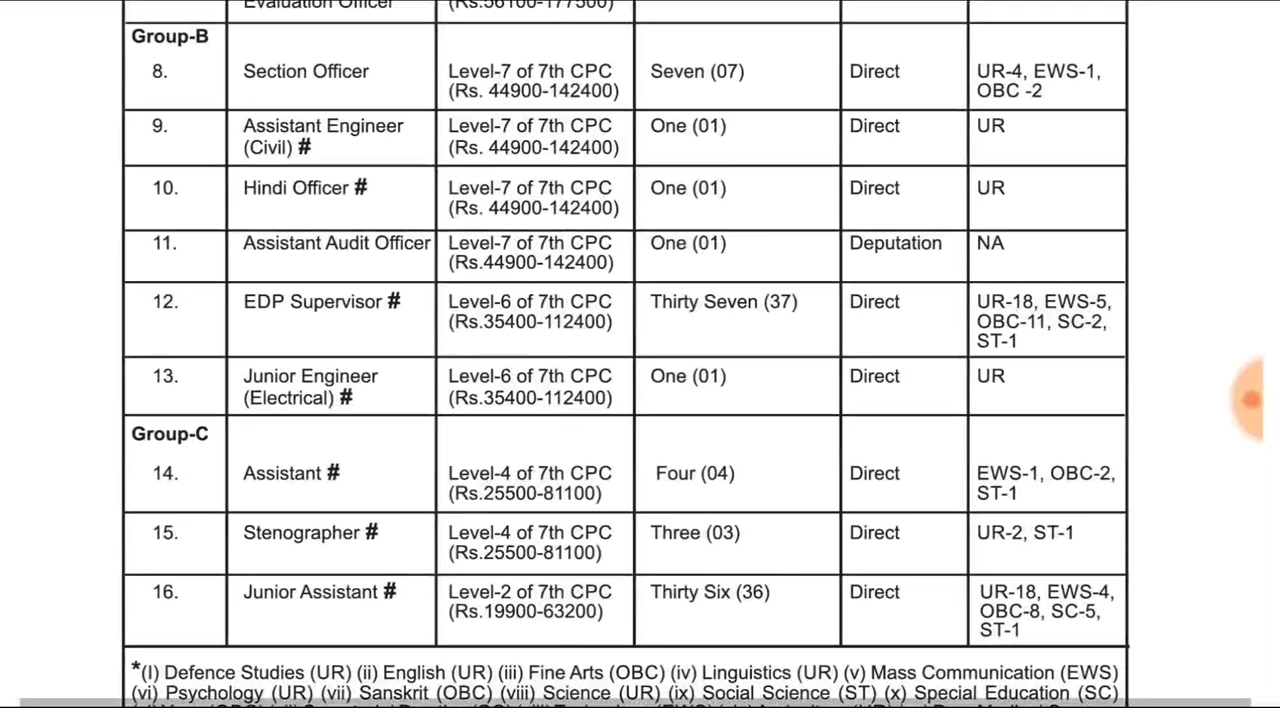 Evaluation Officer (Rs.56100-177500)
Group-B
8. Section Officer Level-7 of 7th CPC Seven (07) Direct UR-4, EWS-1,
(Rs. 44900-142400) OBC -2
9. Assistant Engineer Level-7 of 7th CPC One (01) Direct UR
(Civil) # (Rs. 44900-142400)
10. Hindi Officer # Level-7 of 7th CPC One (01) Direct UR
(Rs. 44900-142400)
11. Assistant Audit Officer Level-7 of 7th CPC One (01) Deputation NA
(Rs.44900-142400)
12. EDP Supervisor # Level-6 of 7th CPC Thirty Seven (37) Direct UR-18, EWS-5,
(Rs.35400-112400) OBC-11, SC-2,
ST-1
13. Junior Engineer Level-6 of 7th CPC One (01) Direct UR
(Electrical) # (Rs.35400-112400)
Group-C
14. Assistant # Level-4 of 7th CPC Four (04) Direct EWS-1, OBC-2,
(Rs.25500-81100) ST-1
15. Stenographer # Level-4 of 7th CPC Three (03) Direct UR-2, ST-1
(Rs.25500-81100)
16. Junior Assistant # Level-2 of 7th CPC Thirty Six (36) Direct UR-18, EWS-4,
(Rs.19900-63200) OBC-8, SC-5,
ST-1
*(I) Defence Studies (UR) (ii) English (UR) (iii) Fine Arts (OBC) (iv) Linguistics (UR) (v) Mass Communication (EWS)
(vi) Psychology (UR) (vii) Sanskrit (OBC) (viii) Science (UR) (ix) Social Science (ST) (x) Special Education (SC)